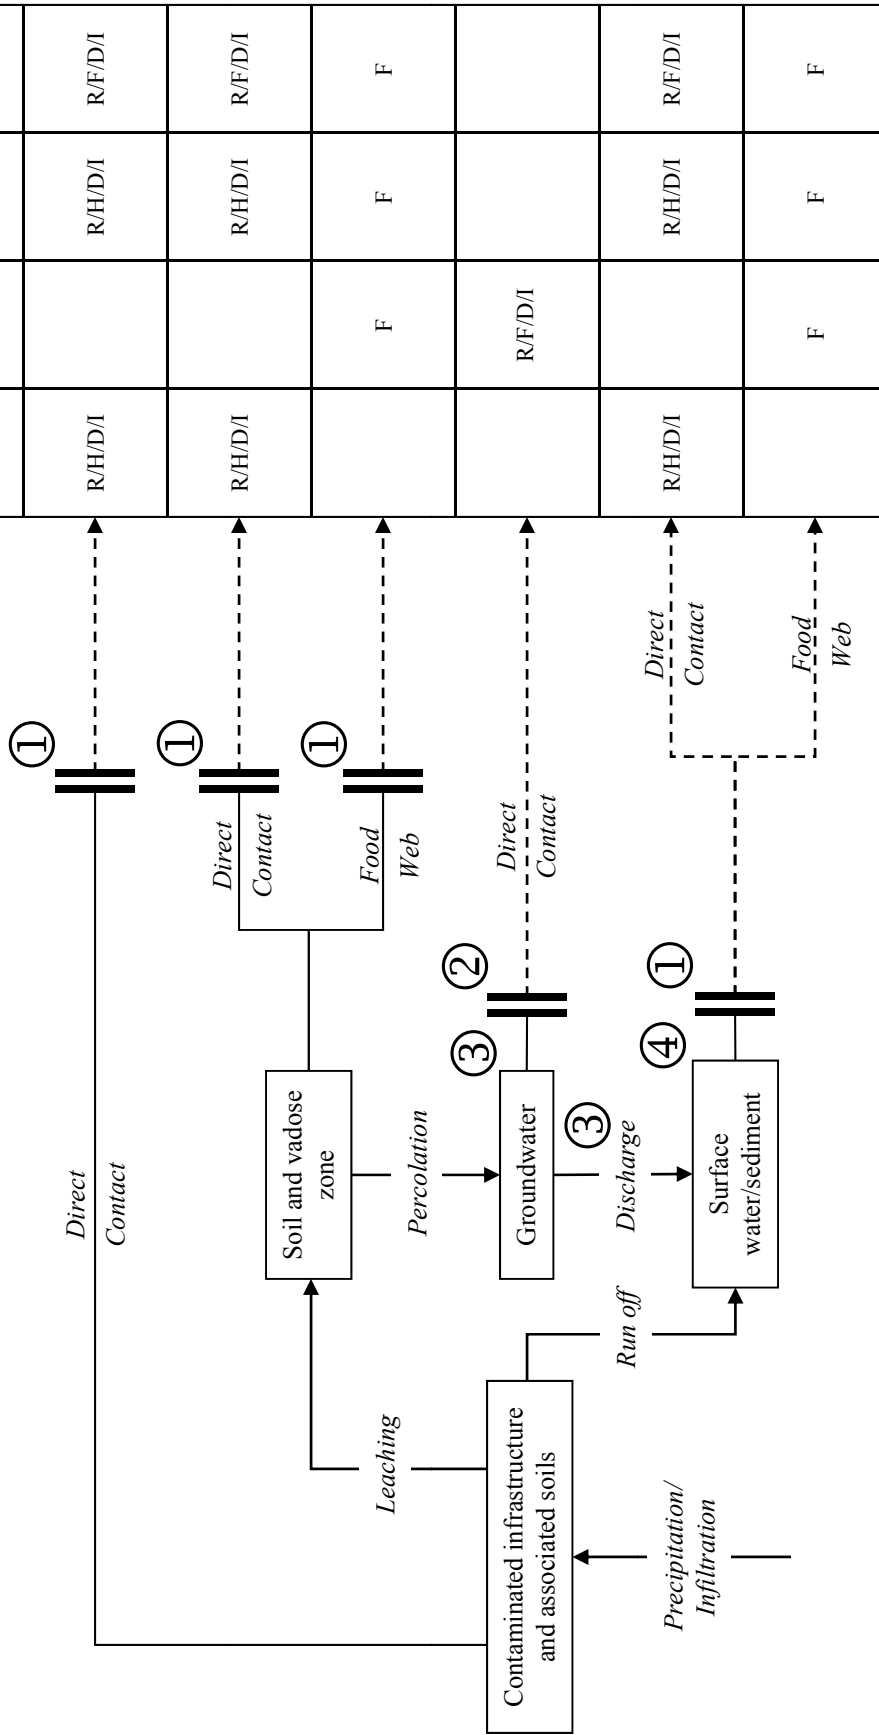 ①
Direct
Contact
R/H/D/I
R/H/D/I
R/F/D/I
①
Direct
Contact
R/H/D/I
R/H/D/I
R/F/D/I
Soil and vadose
zone
①
Food
Web
F
F
F
Leaching
Percolation
③
②
Groundwater
Direct
Contact
R/F/D/I
Contaminated infrastructure
and associated soils
③
Discharge
Run off
④
①
Direct
Contact
R/H/D/I
R/H/D/I
R/F/D/I
Precipitation/
Infiltration
Surface
water/sediment
Food
Web
F
F
F